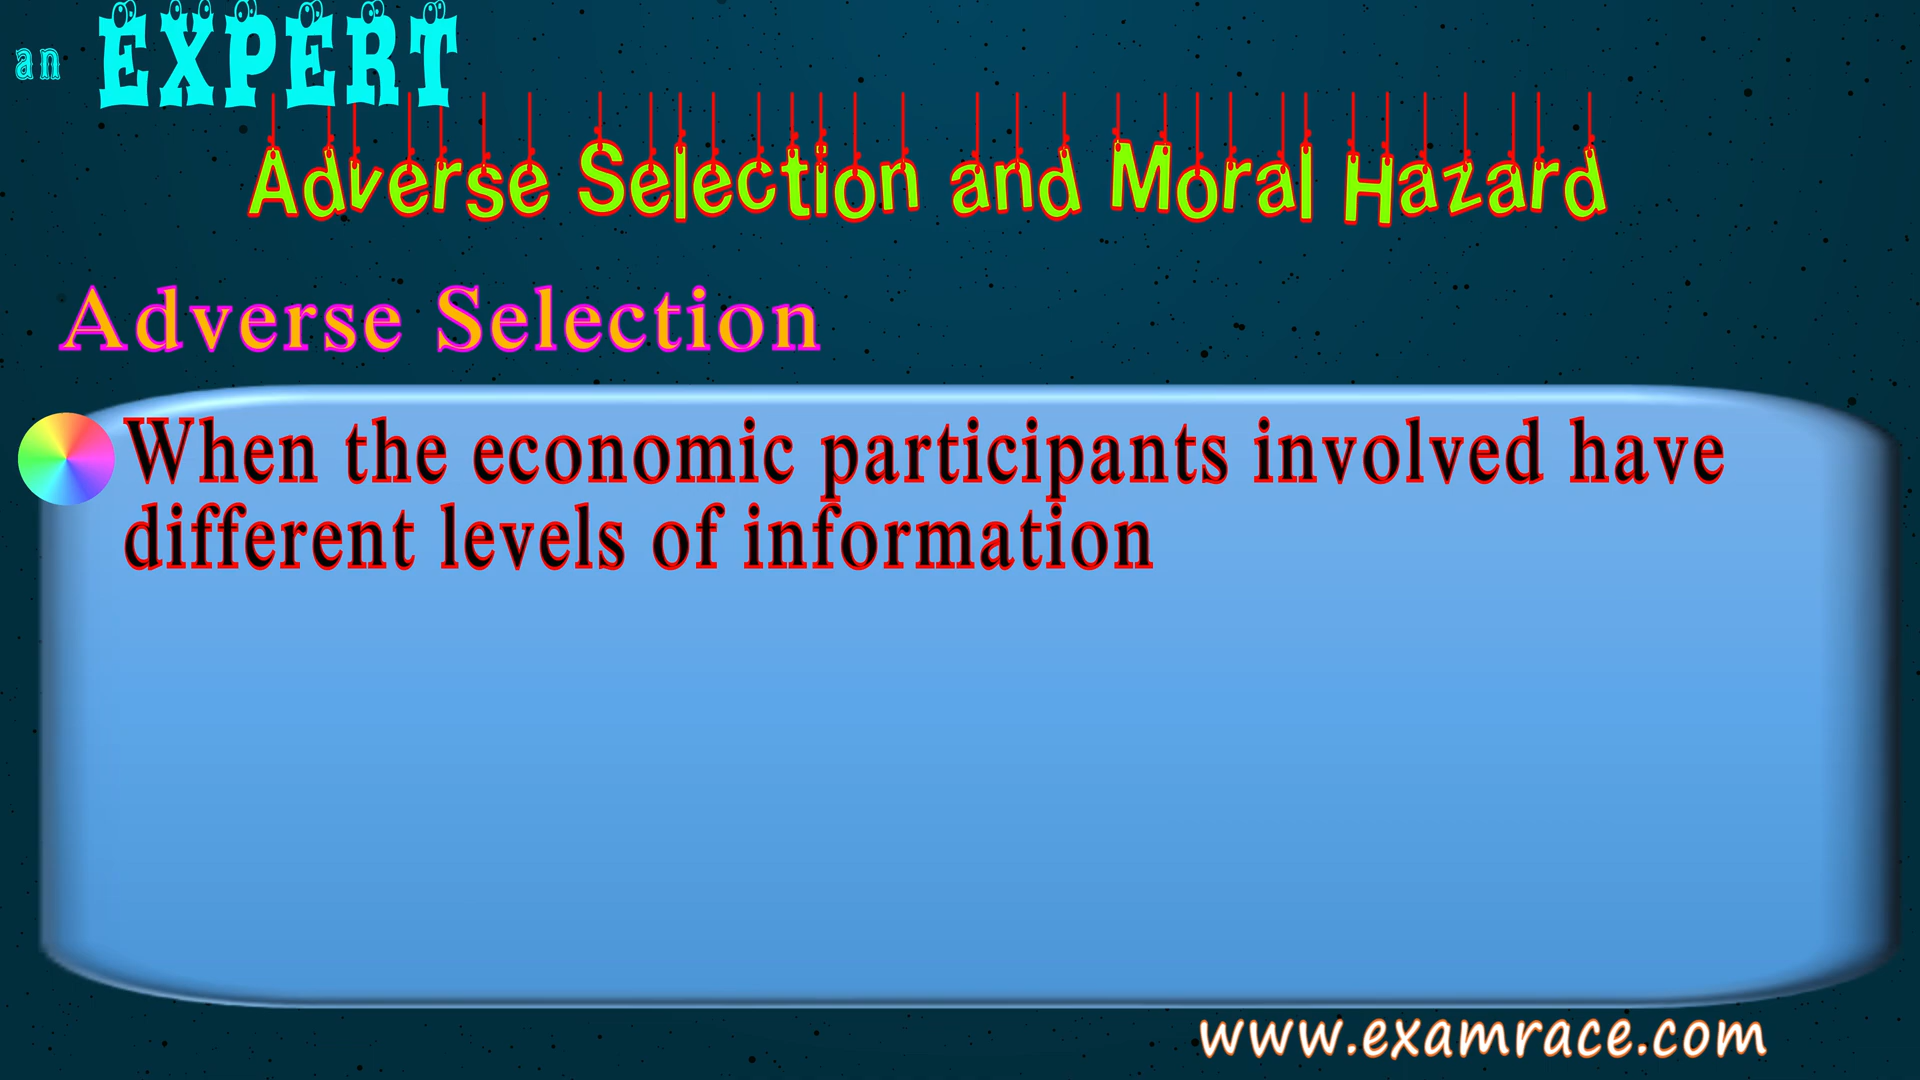 an EXPERT
Adverse Selection and Moral Hazard
Adverse Selection
When the economic participants involved have
different levels of information
www.examrace.com